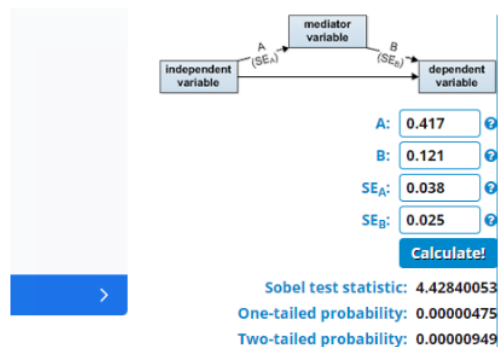 mediator
variable
A
(SEA)
B
(SEB)
independent
variable
dependent
variable
A: 0.417 ?
B: 0.121 ?
SEA: 0.038 ?
SEB: 0.025 ?
Calculate!
Sobel test statistic: 4.42840053
One-tailed probability: 0.00000475
Two-tailed probability: 0.00000949